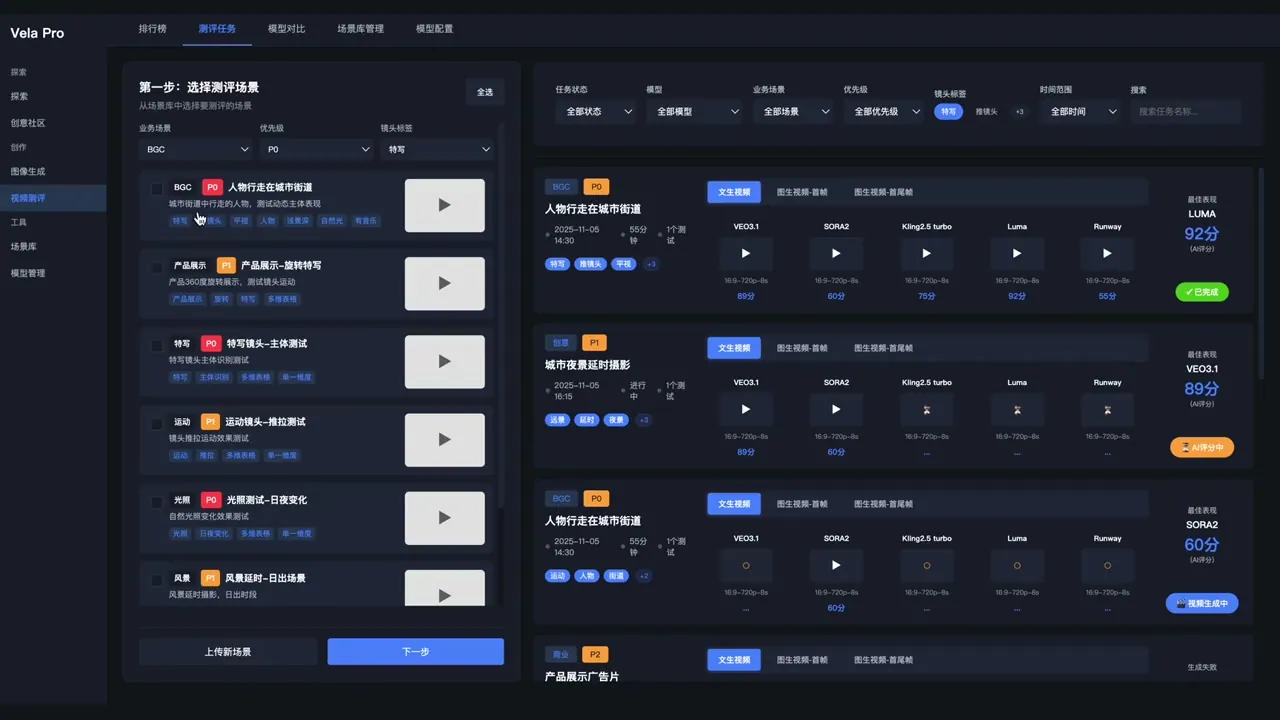 Vela Pro
探索
探索
创意社区
创作
图像生成
视频测评
工具
场景库
模型管理
排行榜
测评任务
模型对比
场景库管理
模型配置
第一步：选择测评场景
从场景库中选择要测评的场景
全选
业务场景
优先级
镜头标签
BGC
P0
特写
BGC P0 人物行走在城市街道
城市街道中行走的人物，测试动态主体表现
特写 镜头 平视 人物 浅景深 自然光 有音乐
产品展示 P1 产品展示-旋转特写
产品360度旋转展示，测试镜头运动
产品展示 旋转 特写 多维表格
特写 P0 特写镜头-主体测试
特写镜头主体识别测试
特写 主体识别 多维表格 单一维度
运动 P1 运动镜头-推拉测试
镜头推拉运动效果测试
运动 推拉 多维表格 单一维度
光照 P0 光照测试-日夜变化
自然光照变化效果测试
光照 日夜变化 多维表格 单一维度
风景 P1 风景延时-日出场景
风景延时摄影，日出时段
上传新场景
下一步
任务状态
全部状态
模型
全部模型
业务场景
全部场景
优先级
全部优先级
镜头标签
特写 推镜头 +3
时间范围
全部时间
搜索
搜索任务名称...
BGC P0
人物行走在城市街道
2025-11-05 14:30
55分钟
1个测试
特写 推镜头 平视 +3
文生视频 图生视频-首帧 图生视频-首尾帧
VEO3.1 SORA2 Kling2.5 turbo Luma Runway
16:9-720p-8s 16:9-720p-8s 16:9-720p-8s 16:9-720p-8s 16:9-720p-8s
89分 60分 75分 92分 55分
最佳表现
LUMA
92分
(AI评分)
✓已完成
创意 P1
城市夜景延时摄影
2025-11-05 16:15
进行中
1个测试
远景 延时 夜景 +3
文生视频 图生视频-首帧 图生视频-首尾帧
VEO3.1 SORA2 Kling2.5 turbo Luma Runway
16:9-720p-8s 16:9-720p-8s 16:9-720p-8s 16:9-720p-8s 16:9-720p-8s
89分 60分 ... ... ...
最佳表现
VEO3.1
89分
(AI评分)
AI评分中
BGC P0
人物行走在城市街道
2025-11-05 14:30
55分钟
1个测试
运动 人物 街道 +2
文生视频 图生视频-首帧 图生视频-首尾帧
VEO3.1 SORA2 Kling2.5 turbo Luma Runway
16:9-720p-8s 16:9-720p-8s 16:9-720p-8s 16:9-720p-8s 16:9-720p-8s
... 60分 ... ... ...
最佳表现
SORA2
60分
(AI评分)
视频生成中
商业 P2
产品展示广告片
文生视频 图生视频-首帧 图生视频-首尾帧
生成失败